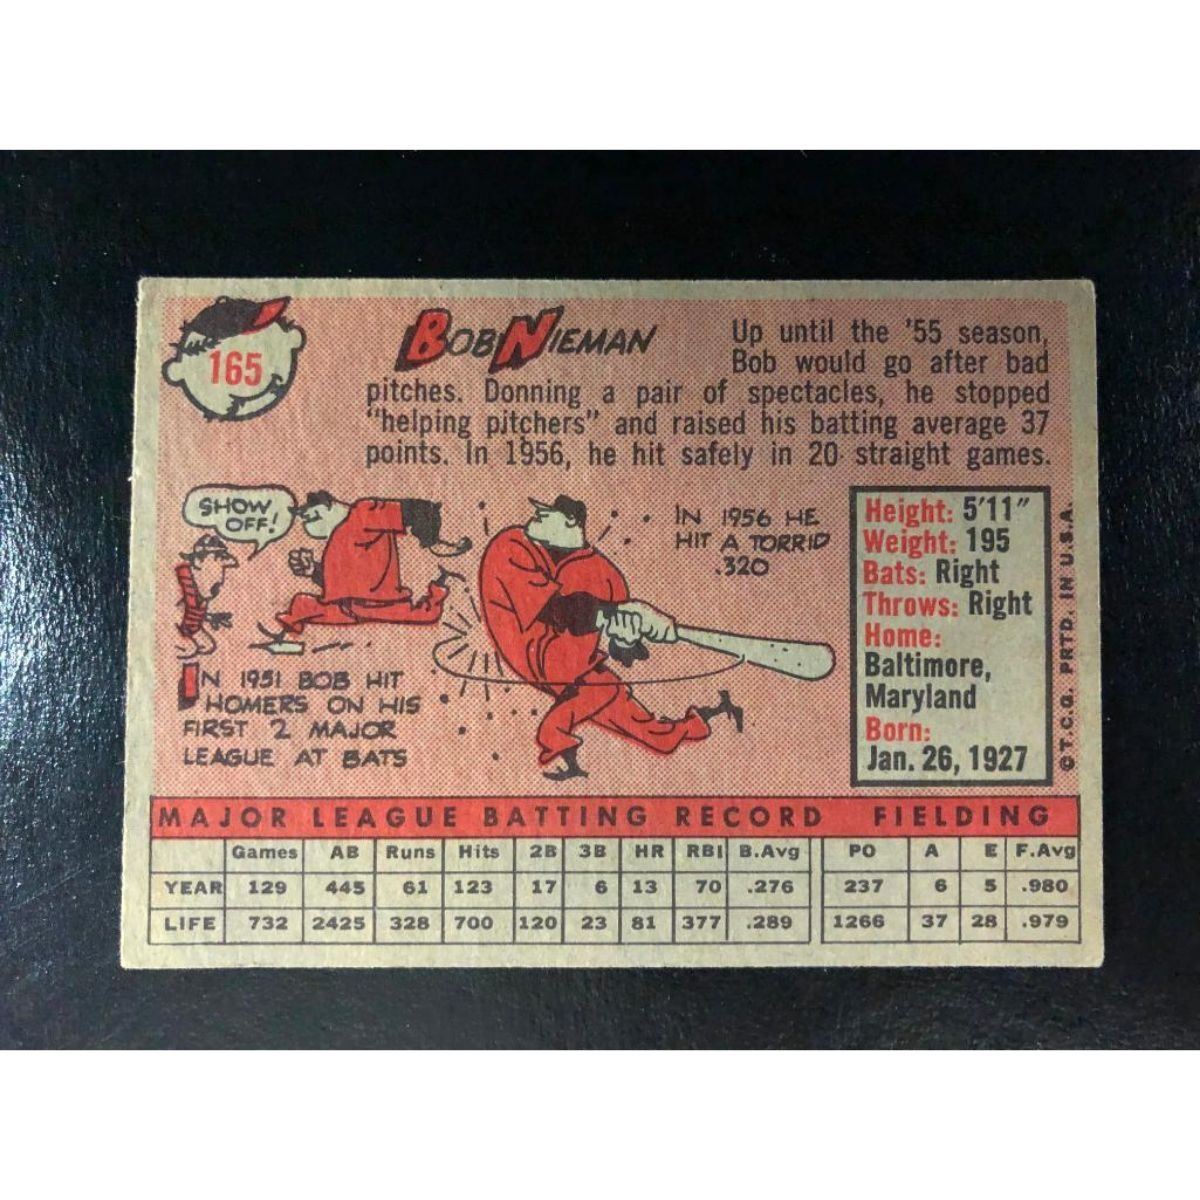 165
BOB NIEMAN
Up until the '55 season,
Bob would go after bad
pitches. Donning a pair of spectacles, he stopped
"helping pitchers" and raised his batting average 37
points. In 1956, he hit safely in 20 straight games.
SHOW
OFF!
IN 1951 BOB HIT
HOMERS ON HIS
FIRST 2 MAJOR
LEAGUE AT BATS
IN 1956 HE
HIT A TORRID
.320
Height: 5'11"
Weight: 195
Bats: Right
Throws: Right
Home:
Baltimore,
Maryland
Born:
Jan. 26, 1927
©T.C.G. PRTD. IN U.S.A.
MAJOR LEAGUE BATTING RECORD FIELDING
Games AB Runs Hits 2B 3B HR RBI B.Avg PO A E F.Avg
YEAR 129 445 61 123 17 6 13 70 .276 237 6 5 .980
LIFE 732 2425 328 700 120 23 81 377 .289 1266 37 28 .979